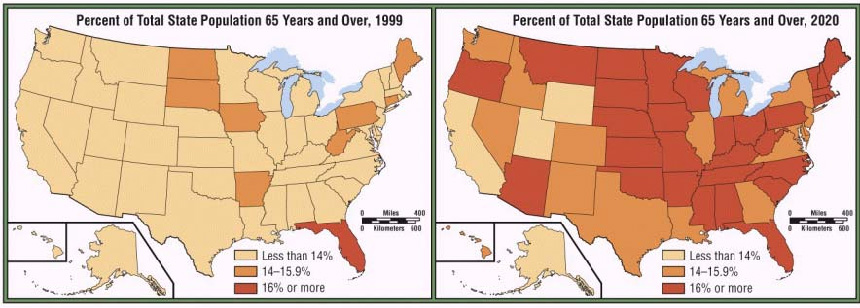 Percent of Total State Population 65 Years and Over, 1999
0 Miles 400
0 Kilometers 600
Less than 14%
14–15.9%
16% or more
Percent of Total State Population 65 Years and Over, 2020
0 Miles 400
0 Kilometers 600
Less than 14%
14–15.9%
16% or more